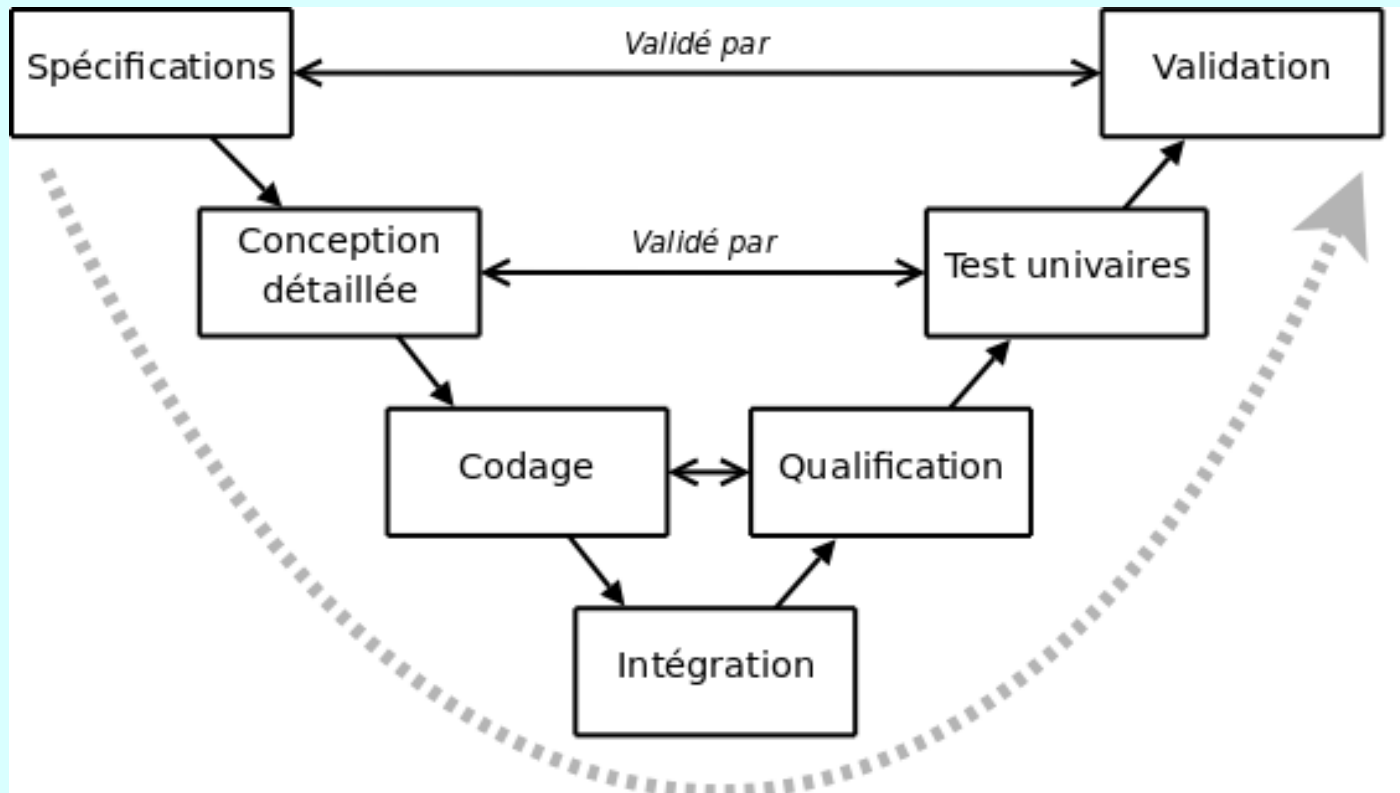 Spécifications
Validé par
Validation
Conception
détaillée
Validé par
Test univaires
Codage
Qualification
Intégration